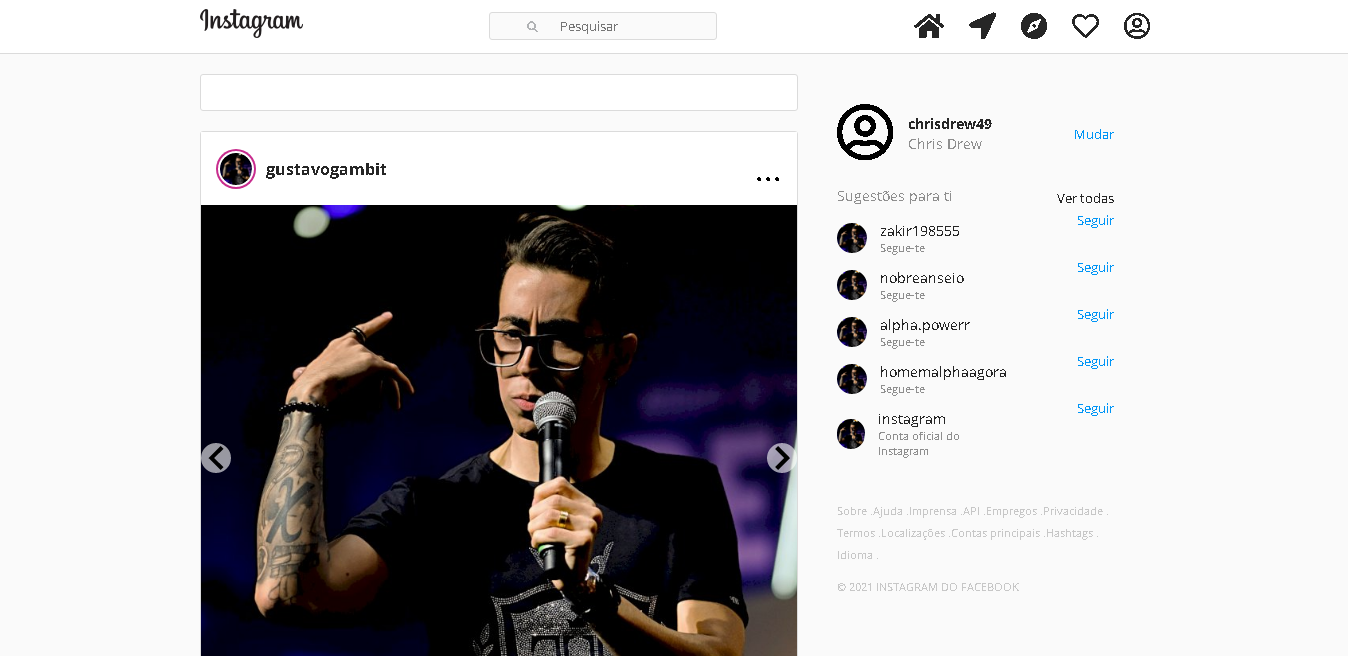 Instagram
Pesquisar
gustavogambit
chrisdrew49
Chris Drew
Mudar
Sugestões para ti
Ver todas
zakir198555
Segue-te
Seguir
nobreanseio
Segue-te
Seguir
alpha.powerr
Segue-te
Seguir
homemalphaagora
Segue-te
Seguir
instagram
Conta oficial do
Instagram
Seguir
Sobre .Ajuda .Imprensa .API .Empregos .Privacidade .
Termos .Localizações .Contas principais .Hashtags .
Idioma .
© 2021 INSTAGRAM DO FACEBOOK